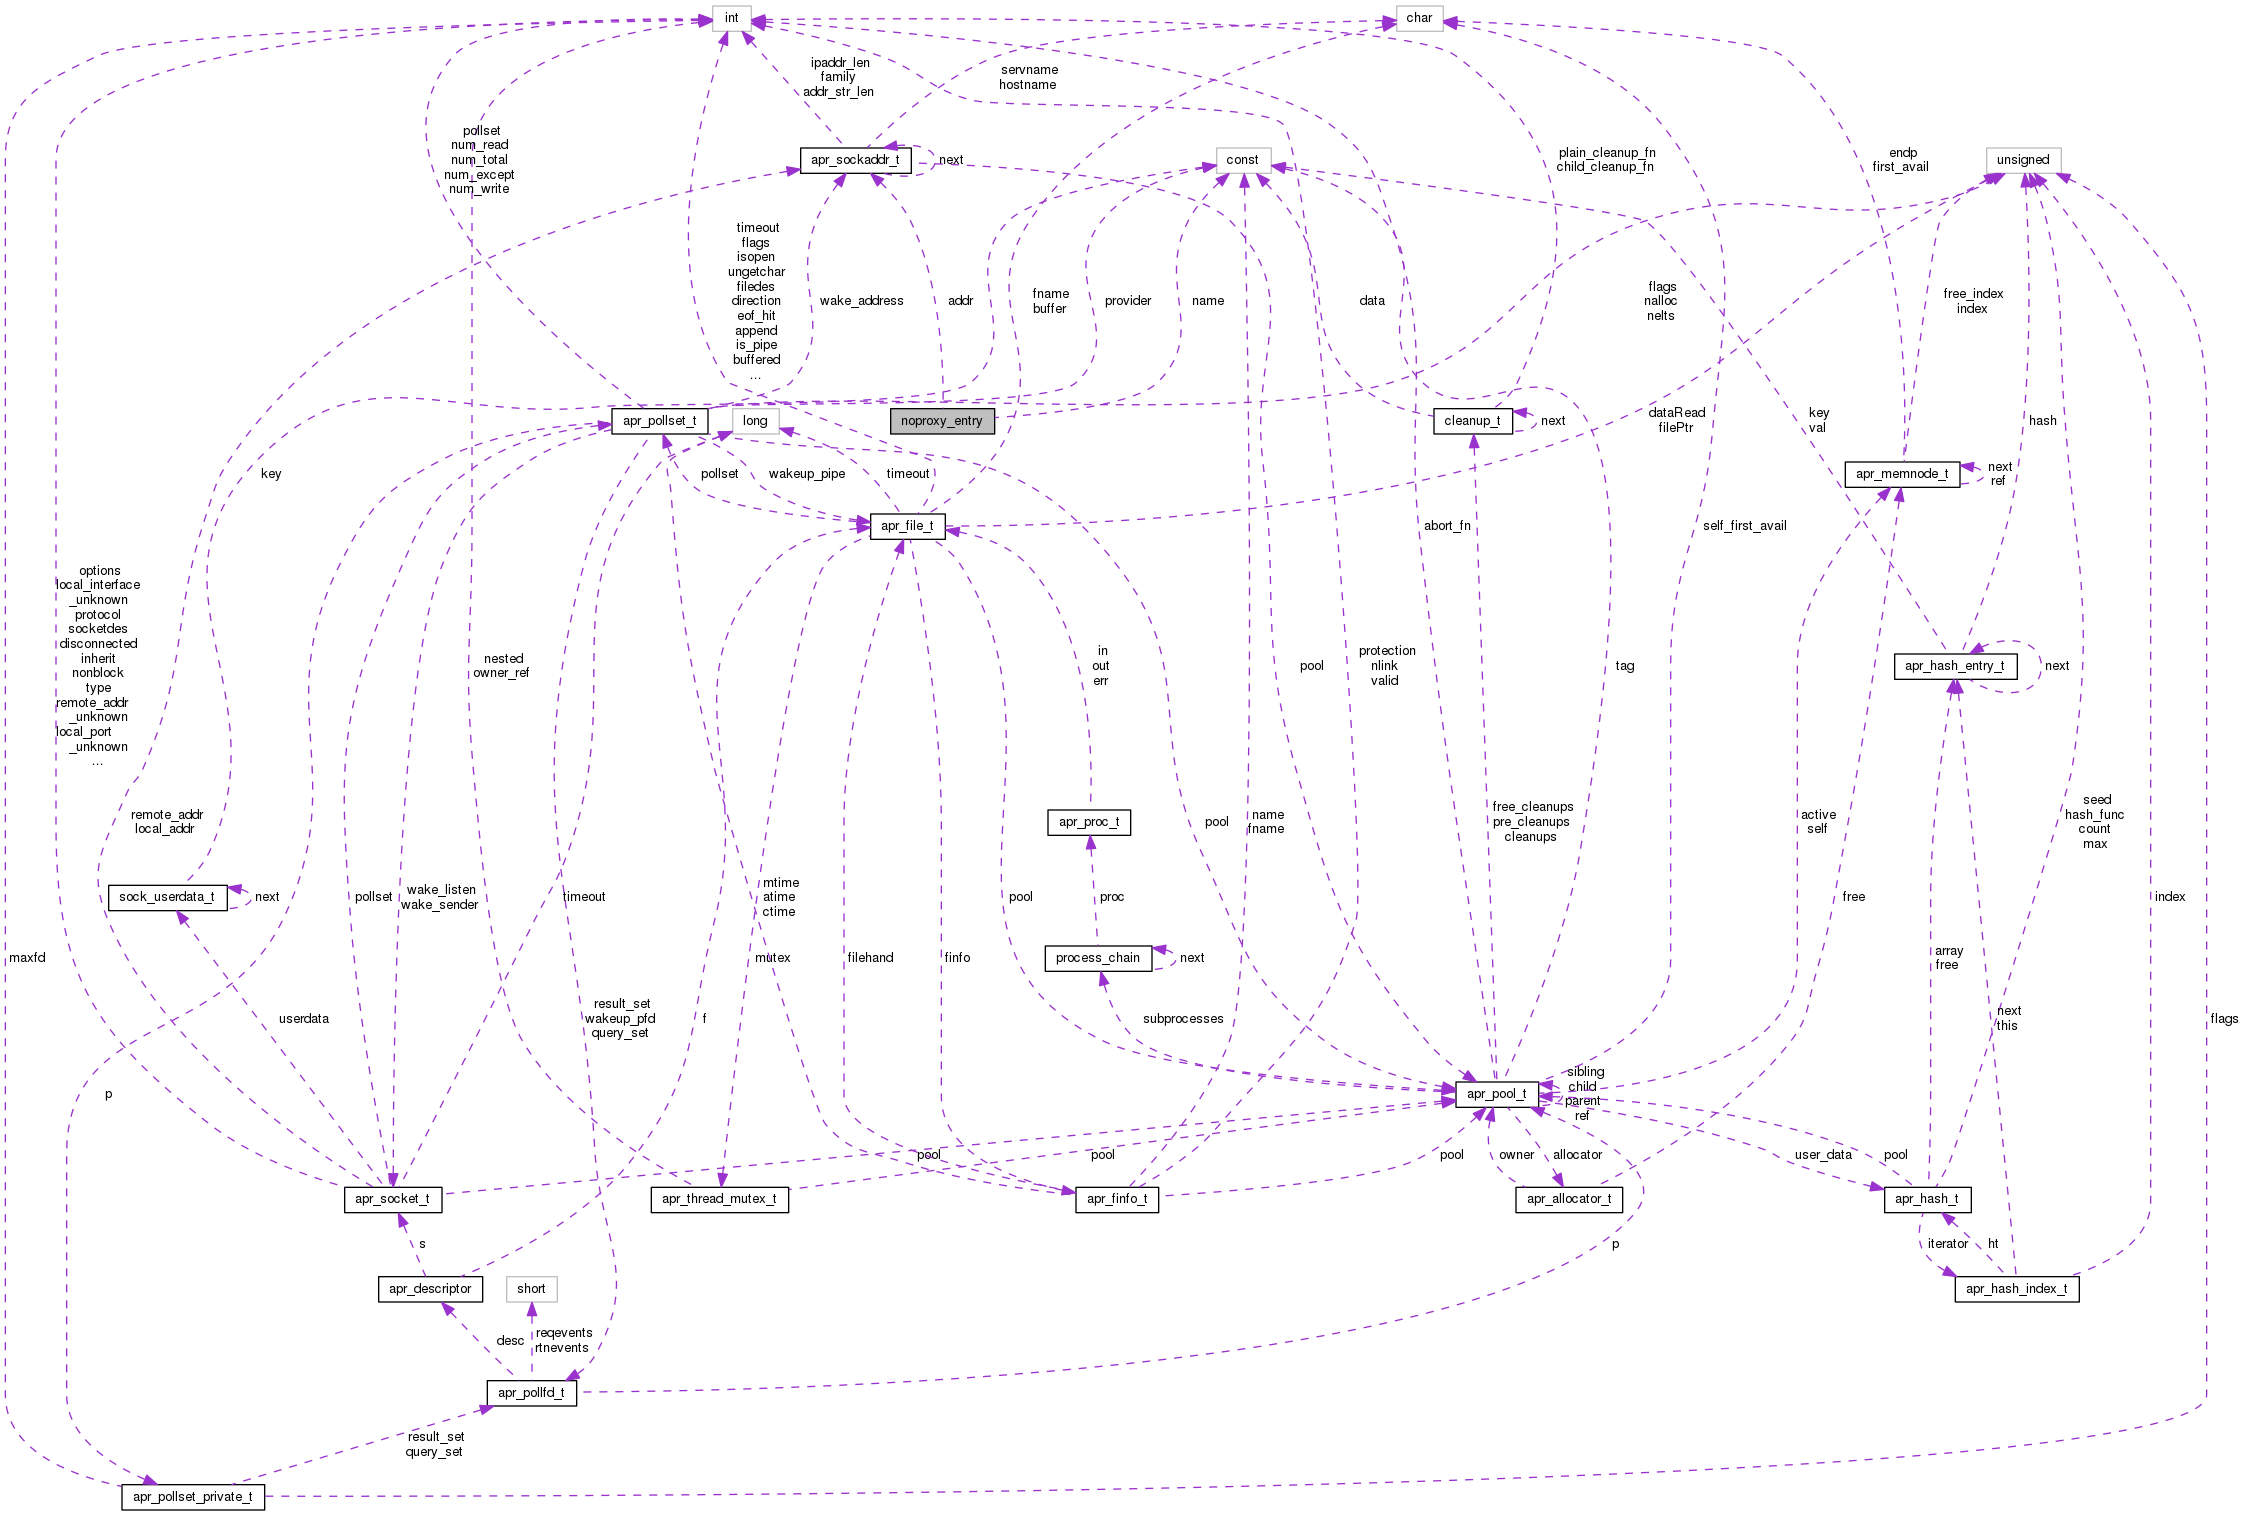 int
char
ipaddr_len
family
addr_str_len
servname
hostname
pollset
num_read
num_total
num_except
num_write
apr_sockaddr_t
next
const
plain_cleanup_fn
child_cleanup_fn
endp
first_avail
unsigned
timeout
flags
isopen
ungetchar
filedes
direction
eof_hit
append
is_pipe
buffered
...
wake_address
addr
fname
buffer
provider
name
data
flags
nalloc
nelts
free_index
index
apr_pollset_t
long
noproxy_entry
cleanup_t
next
dataRead
filePtr
key
val
hash
key
pollset
wakeup_pipe
timeout
apr_memnode_t
next
ref
apr_file_t
abort_fn
self_first_avail
options
local_interface
_unknown
protocol
socketdes
disconnected
inherit
nonblock
type
remote_addr
_unknown
local_port
_unknown
...
nested
owner_ref
in
out
err
pool
protection
nlink
valid
tag
apr_hash_entry_t
next
remote_addr
local_addr
apr_proc_t
pool
name
fname
free_cleanups
pre_cleanups
cleanups
active
self
seed
hash_func
count
max
sock_userdata_t
next
pollset
wake_listen
wake_sender
timeout
mtime
atime
ctime
pool
proc
free
index
maxfd
mutex
filehand
finfo
process_chain
next
array
free
userdata
result_set
wakeup_pfd
query_set
f
subprocesses
next
this
flags
p
apr_pool_t
sibling
child
parent
ref
pool
pool
pool
owner
allocator
user_data
pool
apr_socket_t
apr_thread_mutex_t
apr_finfo_t
apr_allocator_t
apr_hash_t
s
p
iterator
ht
apr_descriptor
short
apr_hash_index_t
desc
reqevents
rtnevents
apr_pollfd_t
result_set
query_set
apr_pollset_private_t